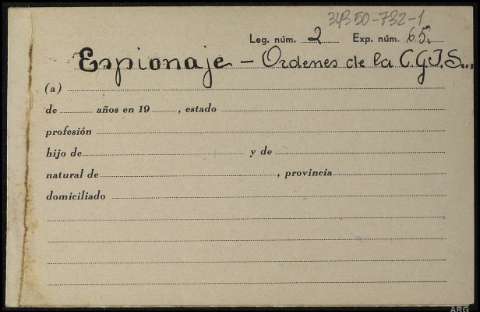 34350-732-1
Leg. núm. 2 Exp. núm. 65.
Espionaje - Ordenes de la C.G.T.S.,
(a)
de años en 19 , estado
profesión
hijo de y de
natural de , provincia
domiciliado
ARG